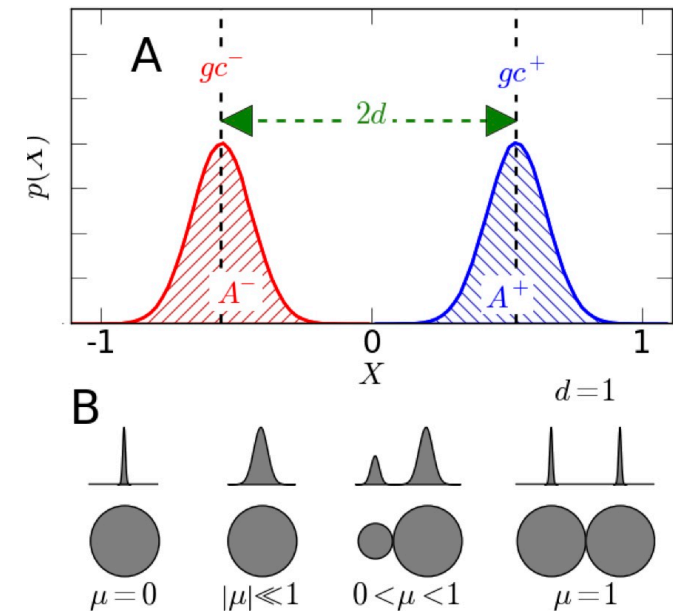 A
gc⁻
gc⁺
2d
p(X)
A⁻
A⁺
-1 0 1
X
B
d = 1
μ = 0 |μ| ≪ 1 0 < μ < 1 μ = 1